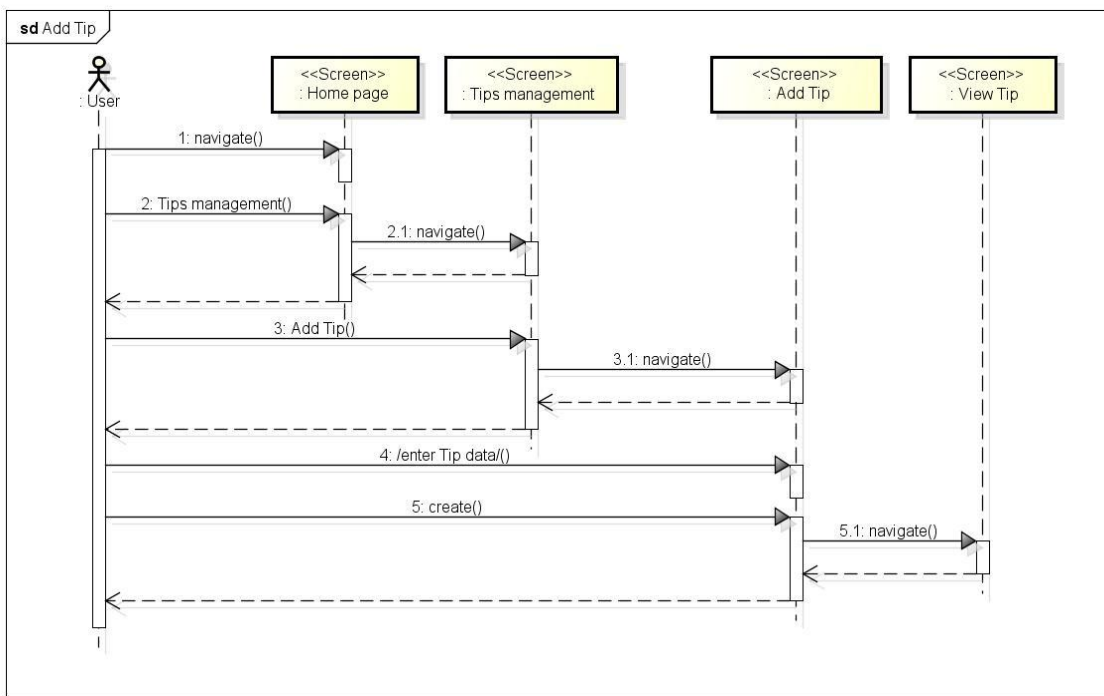 sd Add Tip
: User
<<Screen>>
: Home page
<<Screen>>
: Tips management
<<Screen>>
: Add Tip
<<Screen>>
: View Tip
1: navigate()
2: Tips management()
2.1: navigate()
3: Add Tip()
3.1: navigate()
4: /enter Tip data/()
5: create()
5.1: navigate()